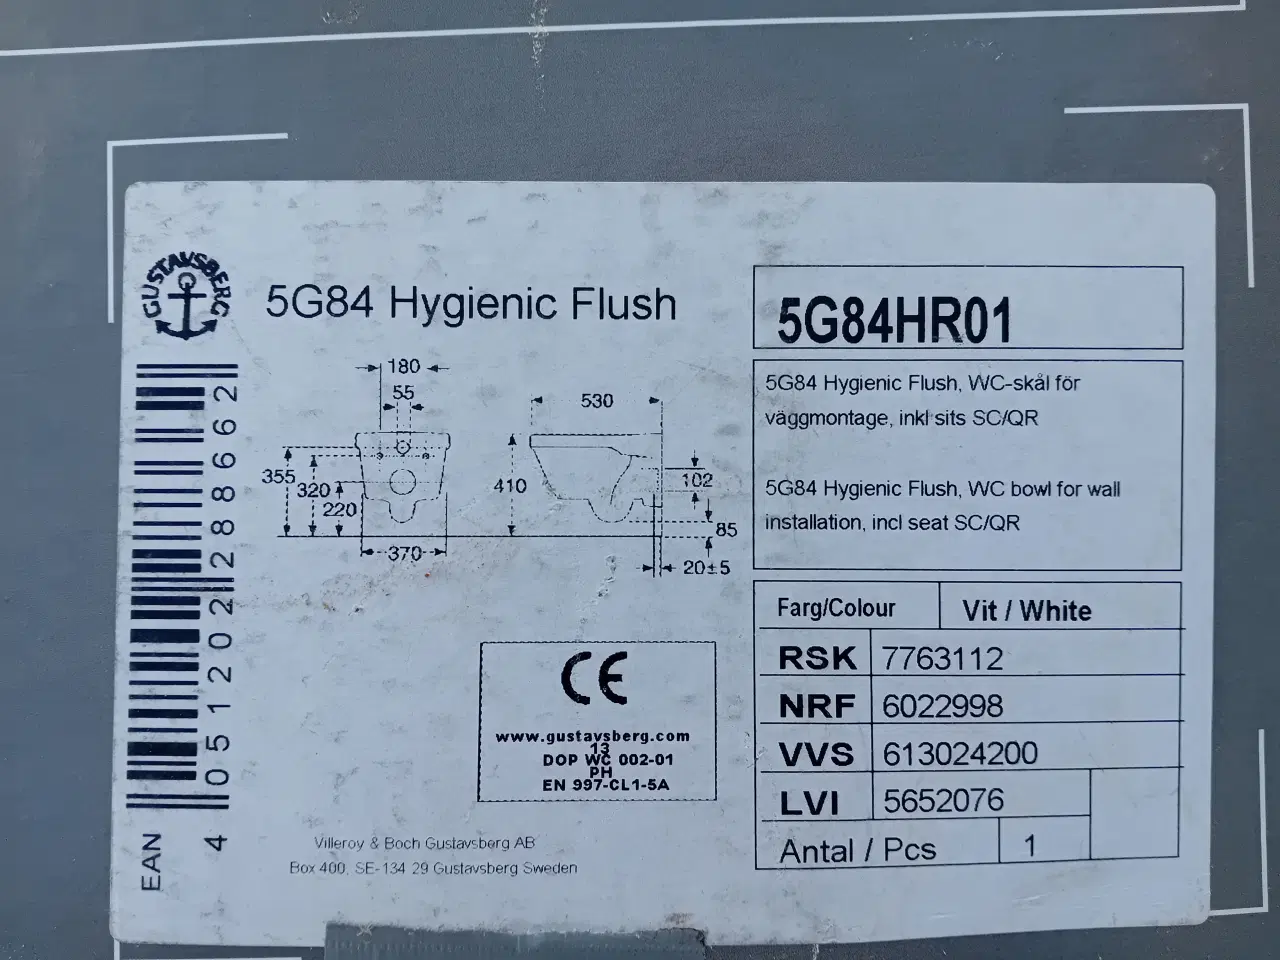 GUSTAVSBERG
5G84 Hygienic Flush
180
55
355
320
220
370
530
410
102
85
20±5
EAN
4 051202 288662
CE
www.gustavsberg.com
13
DOP WC 002-01
PH
EN 997-CL1-5A
Villeroy & Boch Gustavsberg AB
Box 400, SE-134 29 Gustavsberg Sweden
5G84HR01
5G84 Hygienic Flush, WC-skål för
väggmontage, inkl sits SC/QR
5G84 Hygienic Flush, WC bowl for wall
installation, incl seat SC/QR
Farg/Colour Vit / White
RSK 7763112
NRF 6022998
VVS 613024200
LVI 5652076
Antal / Pcs 1